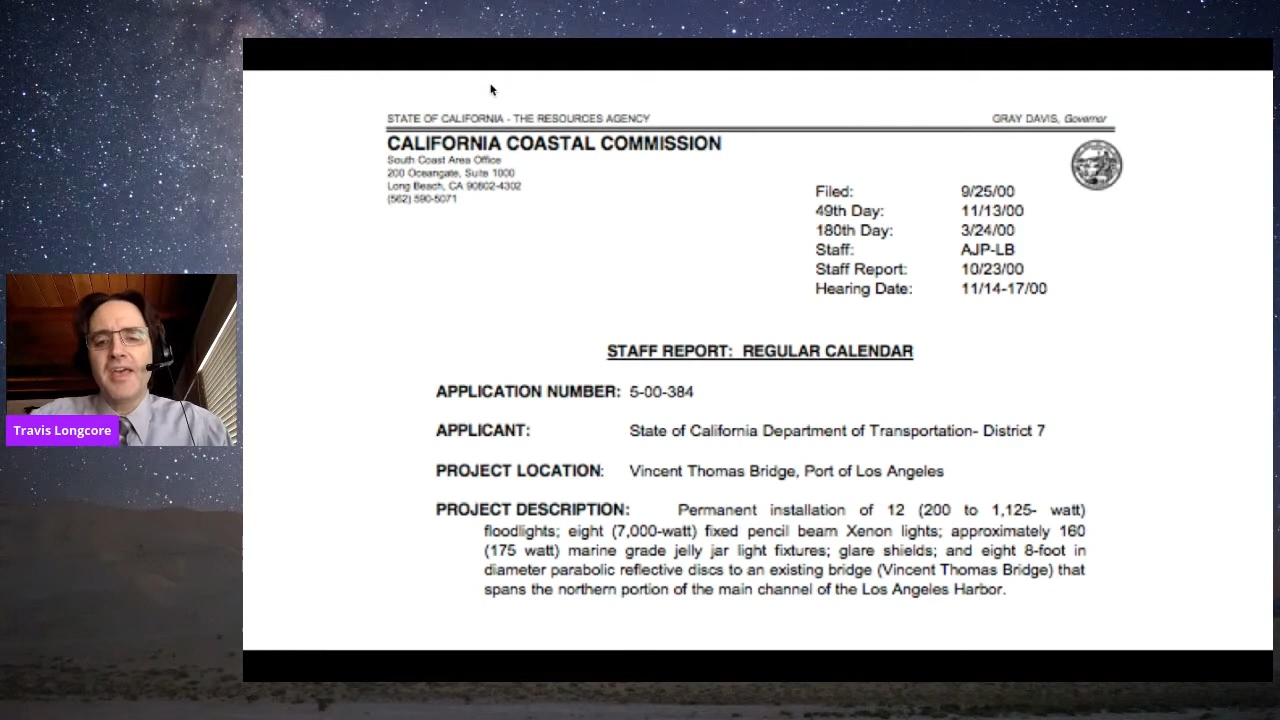 STATE OF CALIFORNIA - THE RESOURCES AGENCY
GRAY DAVIS, Governor
CALIFORNIA COASTAL COMMISSION
South Coast Area Office
200 Oceangate, Suite 1000
Long Beach, CA 90802-4302
(562) 590-5071
Filed: 9/25/00
49th Day: 11/13/00
180th Day: 3/24/00
Staff: AJP-LB
Staff Report: 10/23/00
Hearing Date: 11/14-17/00
STAFF REPORT: REGULAR CALENDAR
APPLICATION NUMBER: 5-00-384
APPLICANT: State of California Department of Transportation- District 7
PROJECT LOCATION: Vincent Thomas Bridge, Port of Los Angeles
PROJECT DESCRIPTION: Permanent installation of 12 (200 to 1,125- watt)
floodlights; eight (7,000-watt) fixed pencil beam Xenon lights; approximately 160
(175 watt) marine grade jelly jar light fixtures; glare shields; and eight 8-foot in
diameter parabolic reflective discs to an existing bridge (Vincent Thomas Bridge) that
spans the northern portion of the main channel of the Los Angeles Harbor.
Travis Longcore